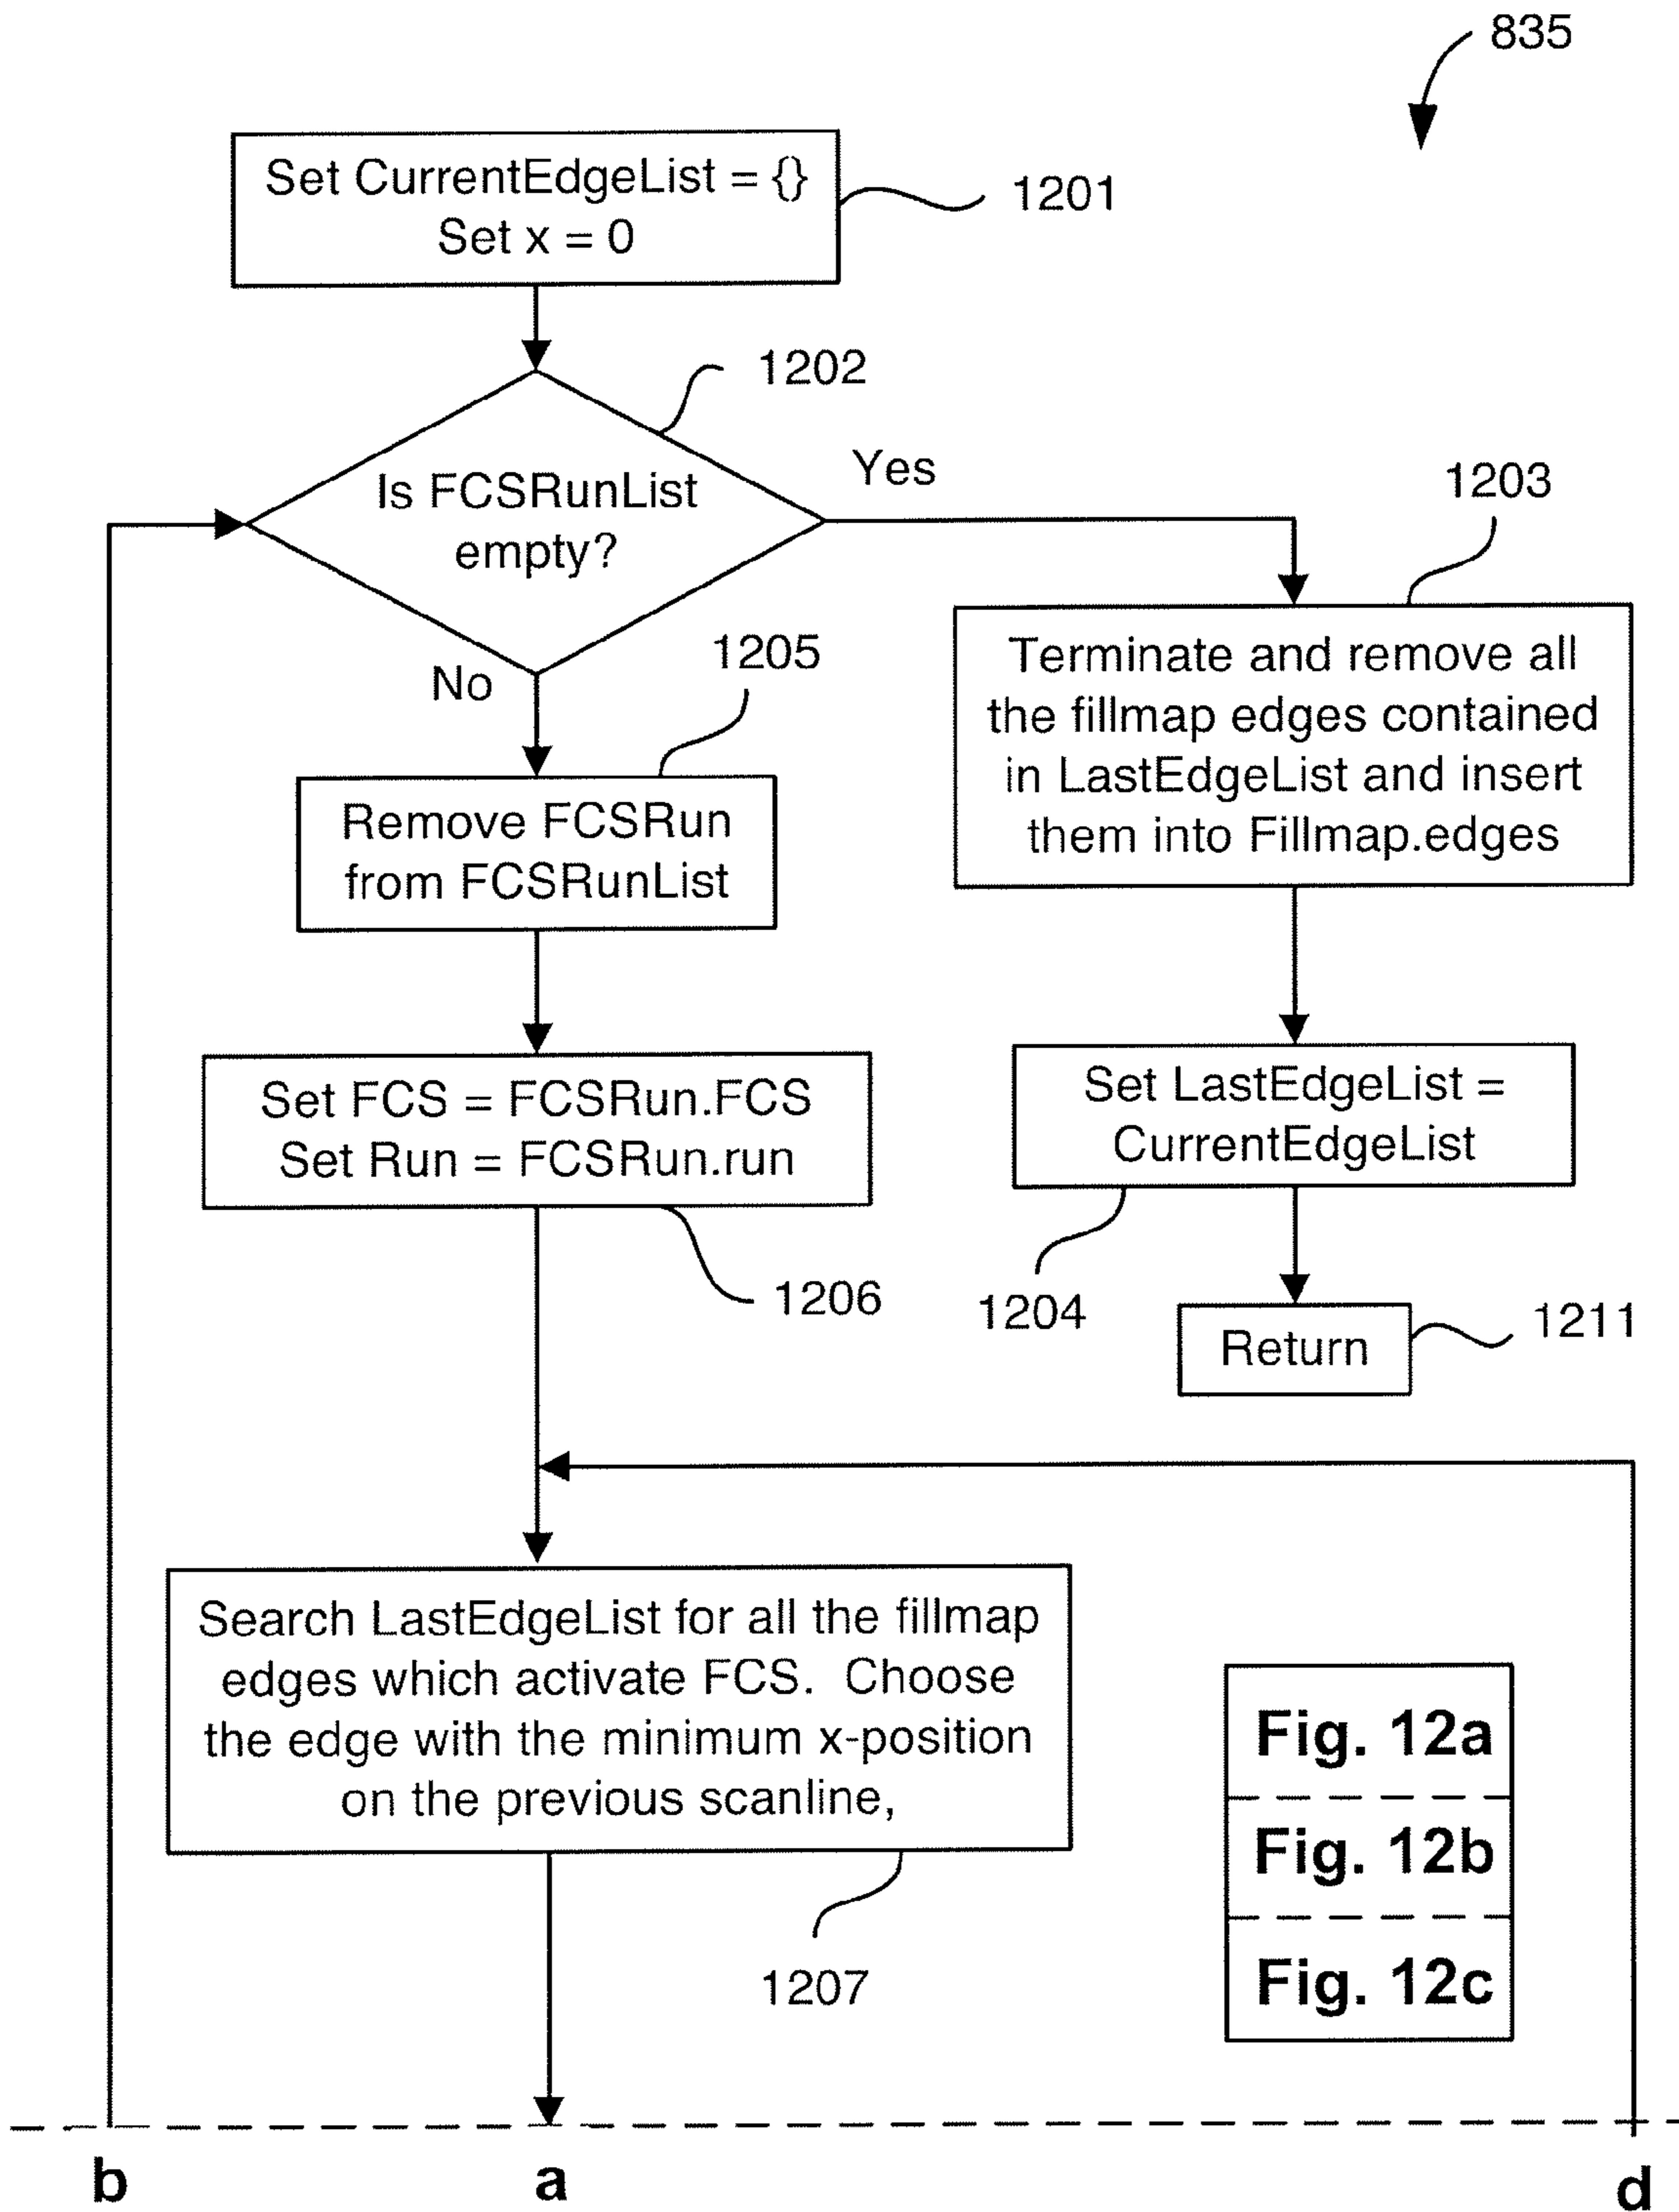 835
Set CurrentEdgeList = {}
Set x = 0
1201
1202
Is FCSRunList
empty?
Yes
No
1203
Terminate and remove all
the fillmap edges contained
in LastEdgeList and insert
them into Fillmap.edges
1205
Remove FCSRun
from FCSRunList
Set FCS = FCSRun.FCS
Set Run = FCSRun.run
1206
Set LastEdgeList =
CurrentEdgeList
1204
Return
1211
Search LastEdgeList for all the fillmap
edges which activate FCS. Choose
the edge with the minimum x-position
on the previous scanline,
1207
Fig. 12a
Fig. 12b
Fig. 12c
b
a
d